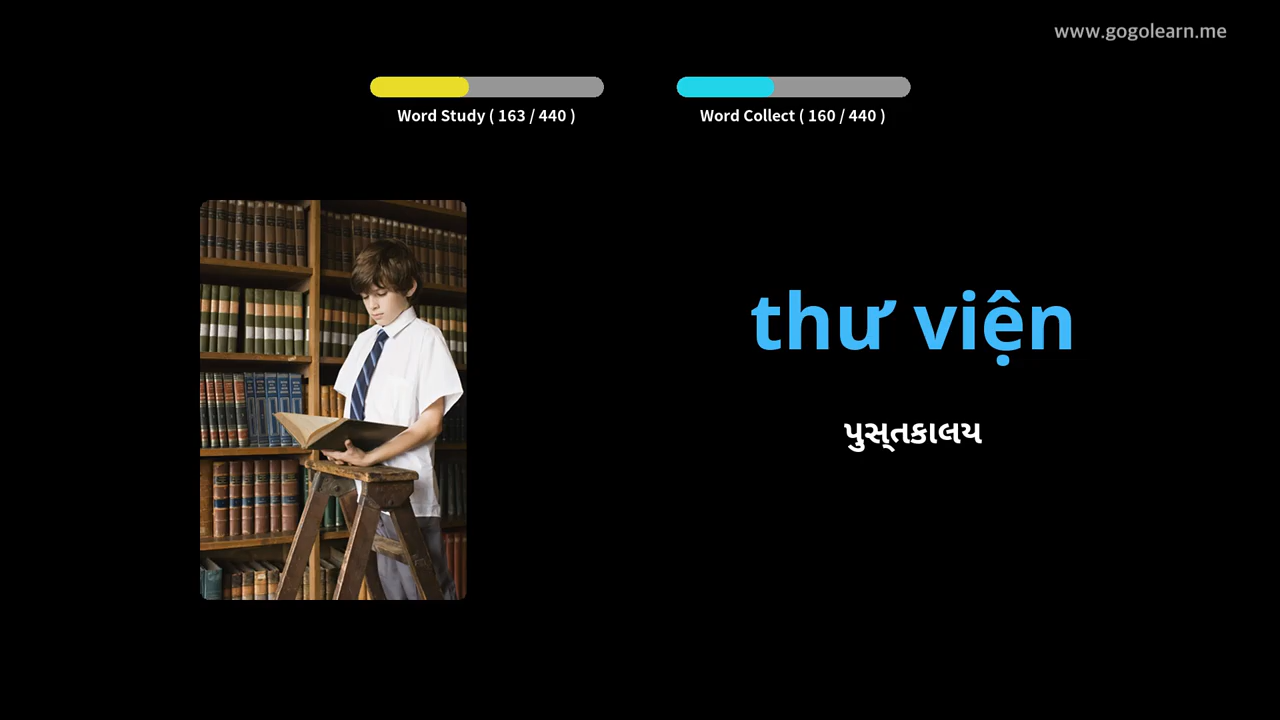 www.gogolearn.me
Word Study ( 163 / 440 )
Word Collect ( 160 / 440 )
thư viện
પુસ્તકાલય